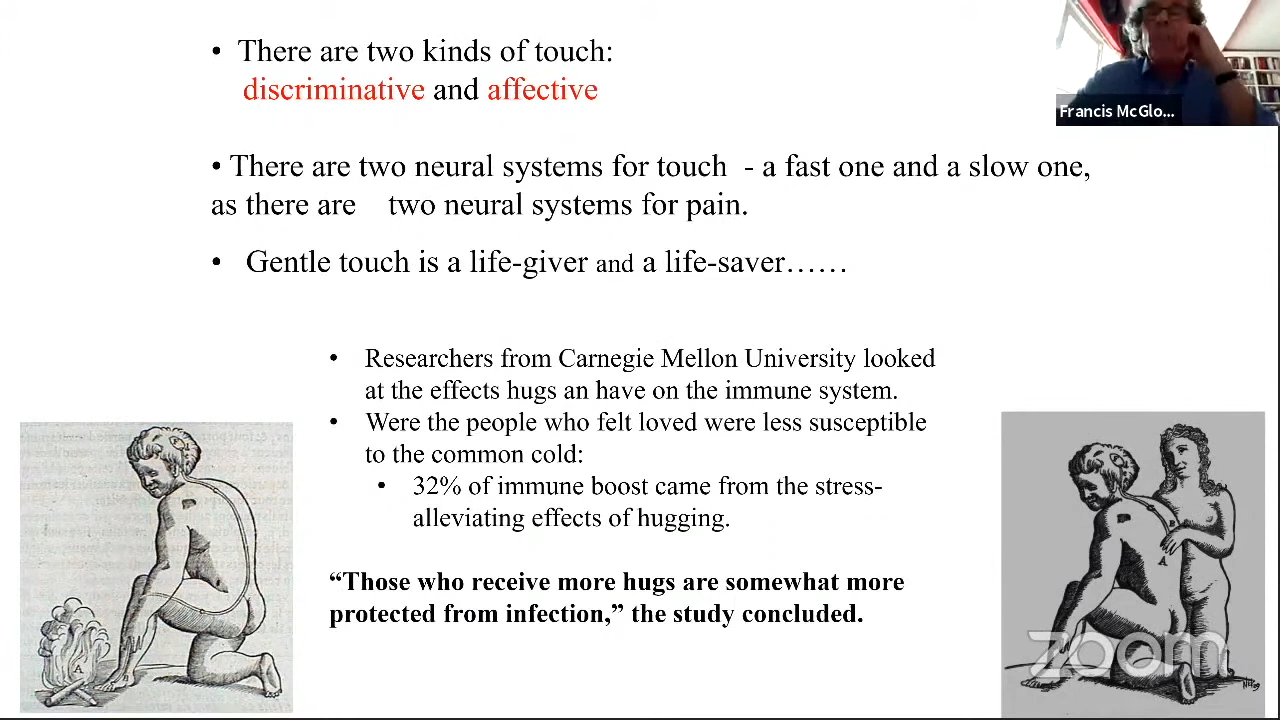 • There are two kinds of touch:
discriminative and affective
Francis McGlo...
• There are two neural systems for touch - a fast one and a slow one,
as there are two neural systems for pain.
• Gentle touch is a life-giver and a life-saver……
• Researchers from Carnegie Mellon University looked
at the effects hugs an have on the immune system.
• Were the people who felt loved were less susceptible
to the common cold:
• 32% of immune boost came from the stress-
alleviating effects of hugging.
“Those who receive more hugs are somewhat more
protected from infection,” the study concluded.
A
B
A
zoom